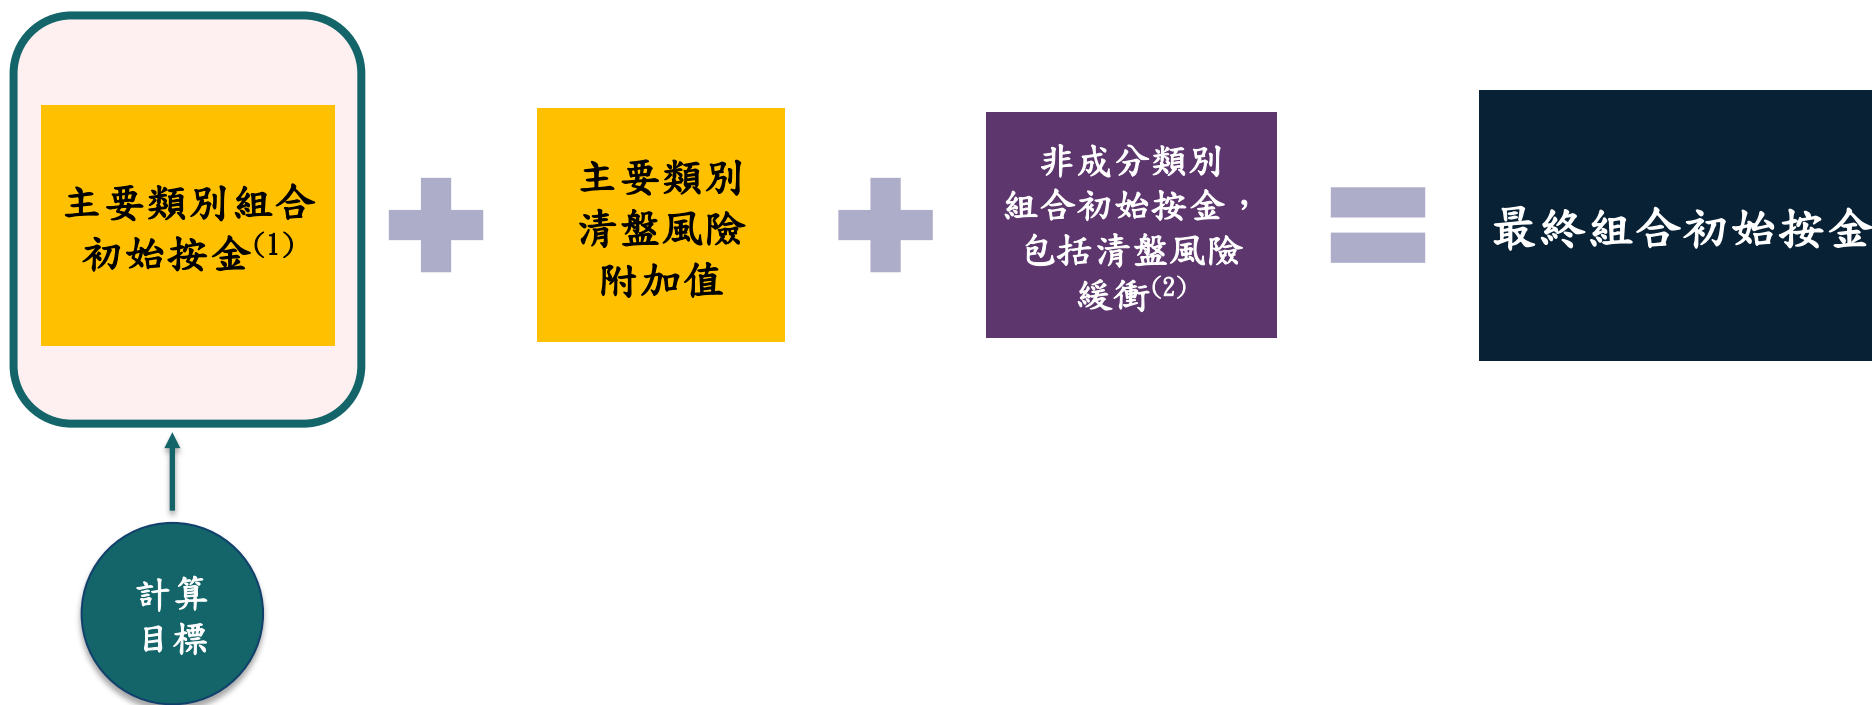 主要類別組合
初始按金(1)
主要類別
清盤風險
附加值
非成分類別
組合初始按金，
包括清盤風險
緩衝(2)
最終組合初始按金
計算
目標